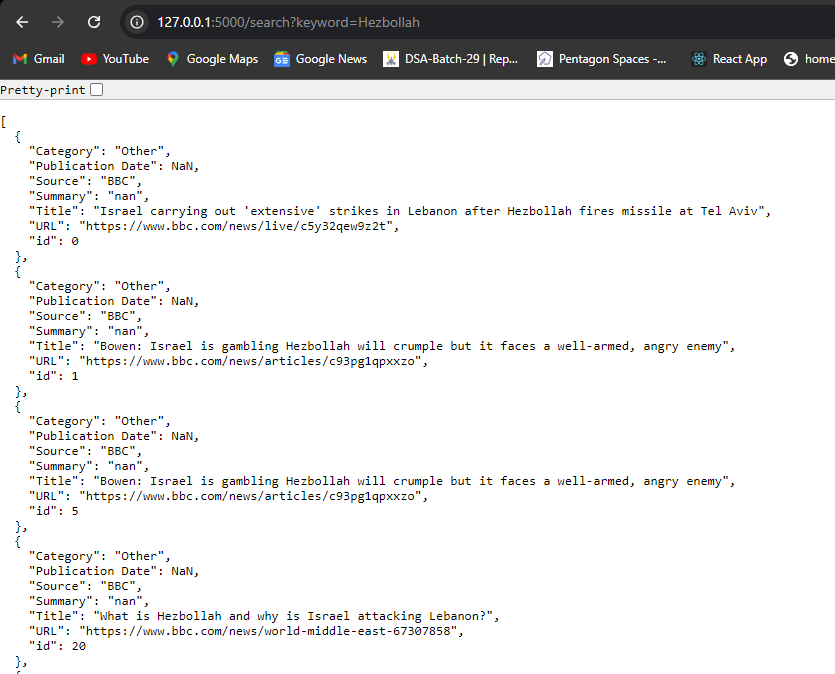 127.0.0.1:5000/search?keyword=Hezbollah
Gmail YouTube Google Maps Google News DSA-Batch-29 | Rep... Pentagon Spaces -... React App home
Pretty-print
[
  {
    "Category": "Other",
    "Publication Date": NaN,
    "Source": "BBC",
    "Summary": "nan",
    "Title": "Israel carrying out 'extensive' strikes in Lebanon after Hezbollah fires missile at Tel Aviv",
    "URL": "https://www.bbc.com/news/live/c5y32qew9z2t",
    "id": 0
  },
  {
    "Category": "Other",
    "Publication Date": NaN,
    "Source": "BBC",
    "Summary": "nan",
    "Title": "Bowen: Israel is gambling Hezbollah will crumple but it faces a well-armed, angry enemy",
    "URL": "https://www.bbc.com/news/articles/c93pg1qpxxzo",
    "id": 1
  },
  {
    "Category": "Other",
    "Publication Date": NaN,
    "Source": "BBC",
    "Summary": "nan",
    "Title": "Bowen: Israel is gambling Hezbollah will crumple but it faces a well-armed, angry enemy",
    "URL": "https://www.bbc.com/news/articles/c93pg1qpxxzo",
    "id": 5
  },
  {
    "Category": "Other",
    "Publication Date": NaN,
    "Source": "BBC",
    "Summary": "nan",
    "Title": "What is Hezbollah and why is Israel attacking Lebanon?",
    "URL": "https://www.bbc.com/news/world-middle-east-67307858",
    "id": 20
  },